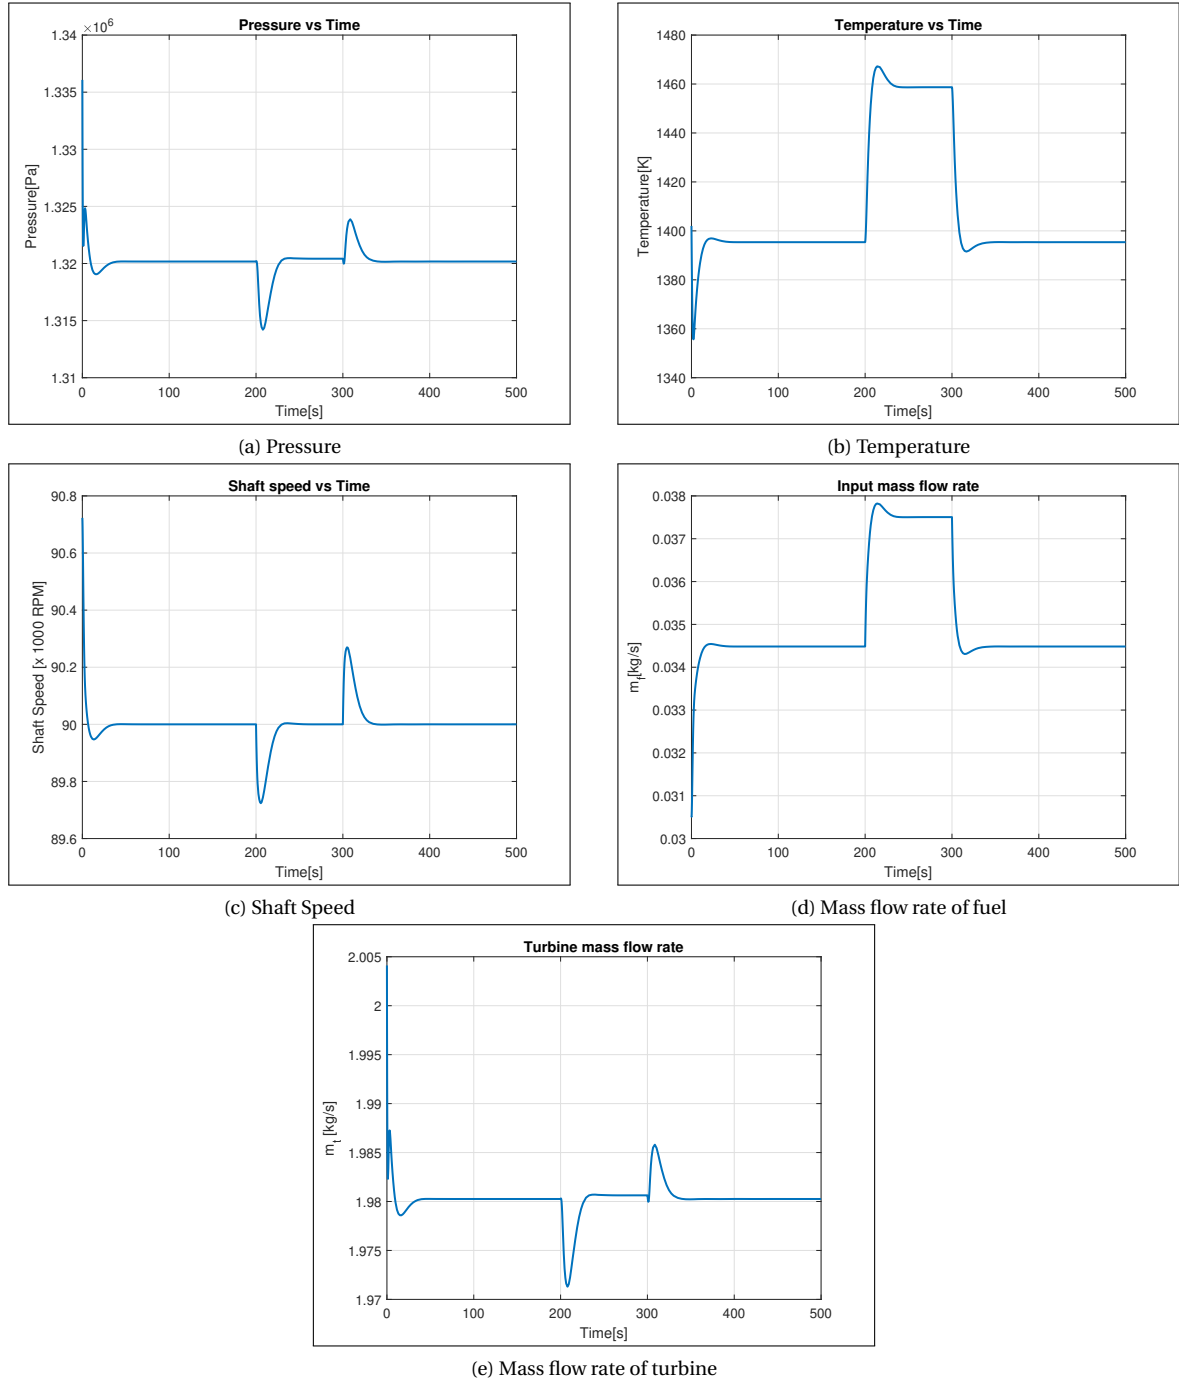 Pressure vs Time
×10^6
1.34
1.335
1.33
1.325
1.32
1.315
1.31
Pressure[Pa]
0 100 200 300 400 500
Time[s]
(a) Pressure
Temperature vs Time
1480
1460
1440
1420
1400
1380
1360
1340
Temperature[K]
0 100 200 300 400 500
Time[s]
(b) Temperature
Shaft speed vs Time
90.8
90.6
90.4
90.2
90
89.8
89.6
Shaft Speed [x 1000 RPM]
0 100 200 300 400 500
Time[s]
(c) Shaft Speed
Input mass flow rate
0.038
0.037
0.036
0.035
0.034
0.033
0.032
0.031
0.03
m_f[kg/s]
0 100 200 300 400 500
Time[s]
(d) Mass flow rate of fuel
Turbine mass flow rate
2.005
2
1.995
1.99
1.985
1.98
1.975
1.97
m_t [kg/s]
0 100 200 300 400 500
Time[s]
(e) Mass flow rate of turbine